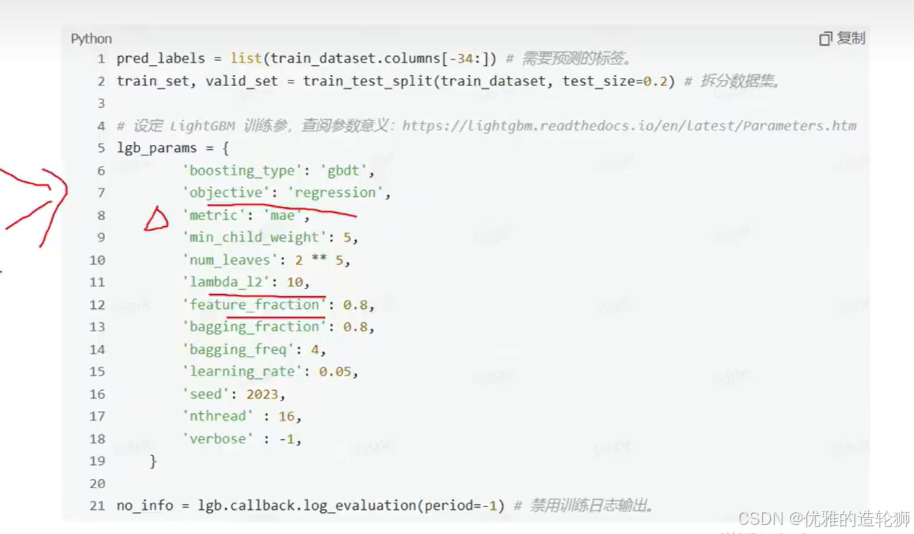 Python
复制
1 pred_labels = list(train_dataset.columns[-34:]) # 需要预测的标签。
2 train_set, valid_set = train_test_split(train_dataset, test_size=0.2) # 拆分数据集。
3
4 # 设定 LightGBM 训练参，查阅参数意义：https://lightgbm.readthedocs.io/en/latest/Parameters.htm
5 lgb_params = {
6 'boosting_type': 'gbdt',
7 'objective': 'regression',
8 'metric': 'mae',
9 'min_child_weight': 5,
10 'num_leaves': 2 ** 5,
11 'lambda_l2': 10,
12 'feature_fraction': 0.8,
13 'bagging_fraction': 0.8,
14 'bagging_freq': 4,
15 'learning_rate': 0.05,
16 'seed': 2023,
17 'nthread' : 16,
18 'verbose' : -1,
19 }
20
21 no_info = lgb.callback.log_evaluation(period=-1) # 禁用训练日志输出。
CSDN @优雅的造轮狮